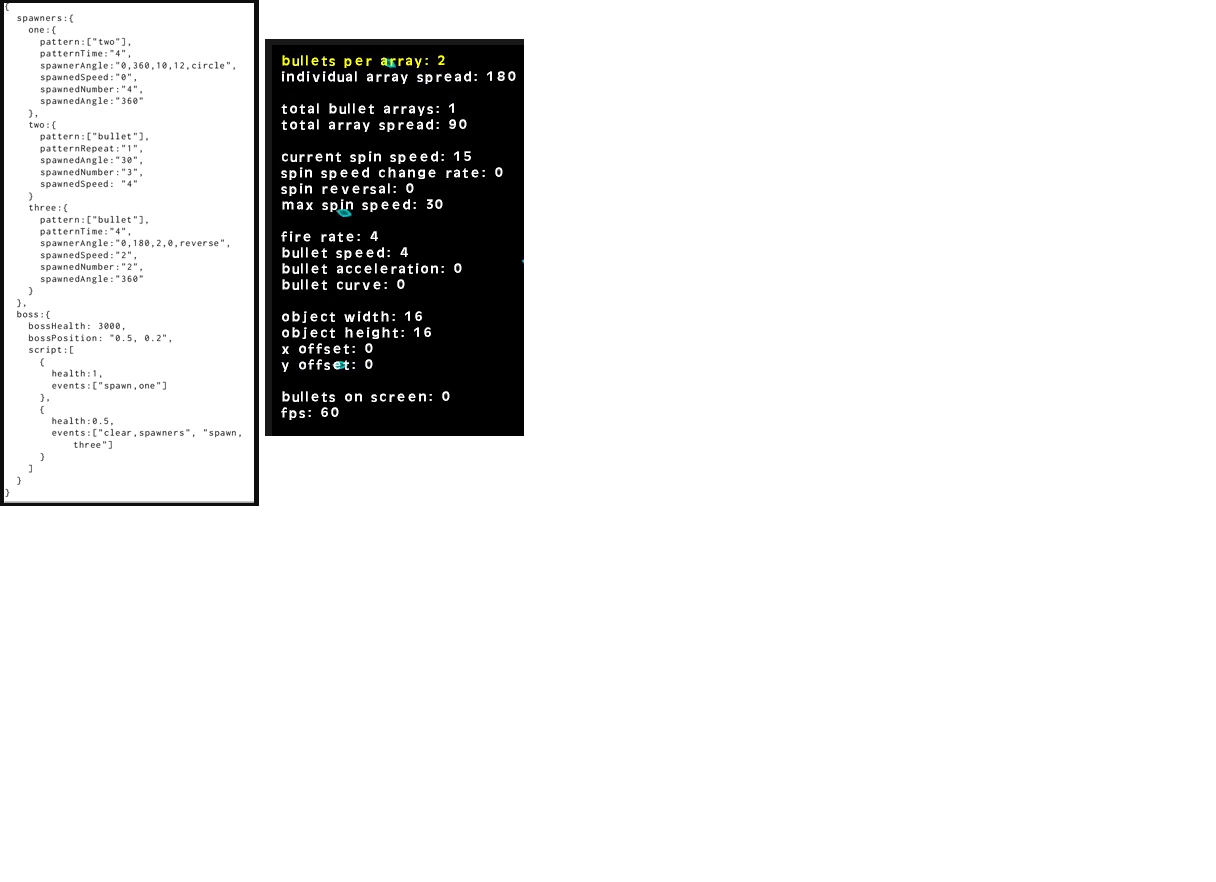 {
spawners:{
one:{
pattern:["two"],
patternTime:"4",
spawnerAngle:"0,360,10,12,circle",
spawnedSpeed:"0",
spawnedNumber:"4",
spawnedAngle:"360"
},
two:{
pattern:["bullet"],
patternRepeat:"1",
spawnedAngle:"30",
spawnedNumber:"3",
spawnedSpeed: "4"
}
three:{
pattern:["bullet"],
patternTime:"4",
spawnerAngle:"0,180,2,0,reverse",
spawnedSpeed:"2",
spawnedNumber:"2",
spawnedAngle:"360"
}
},
boss:{
bossHealth: 3000,
bossPosition: "0.5, 0.2",
script:[
{
health:1,
events:["spawn,one"]
},
{
health:0.5,
events:["clear,spawners", "spawn,
three"]
}
]
}
}
bullets per array: 2
individual array spread: 180
total bullet arrays: 1
total array spread: 90
current spin speed: 15
spin speed change rate: 0
spin reversal: 0
max spin speed: 30
fire rate: 4
bullet speed: 4
bullet acceleration: 0
bullet curve: 0
object width: 16
object height: 16
x offset: 0
y offset: 0
bullets on screen: 0
fps: 60